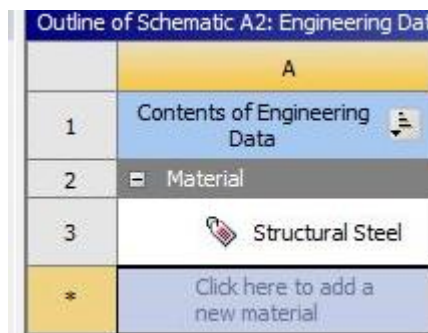 Outline of Schematic A2: Engineering Dat
A
1
Contents of Engineering
Data
2
Material
3
Structural Steel
*
Click here to add a
new material